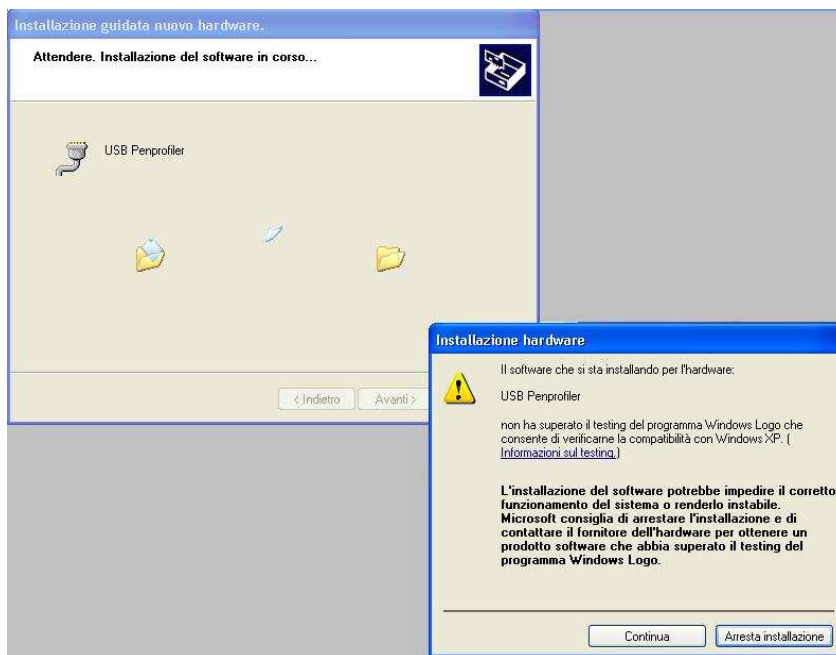 Installazione guidata nuovo hardware.
Attendere. Installazione del software in corso...
USB Penprofiler
< Indietro
Avanti >
Installazione hardware
Il software che si sta installando per l'hardware:
USB Penprofiler
non ha superato il testing del programma Windows Logo che
consente di verificarne la compatibilità con Windows XP. (
Informazioni sul testing.)
L'installazione del software potrebbe impedire il corretto
funzionamento del sistema o renderlo instabile.
Microsoft consiglia di arrestare l'installazione e di
contattare il fornitore dell'hardware per ottenere un
prodotto software che abbia superato il testing del
programma Windows Logo.
Continua
Arresta installazione